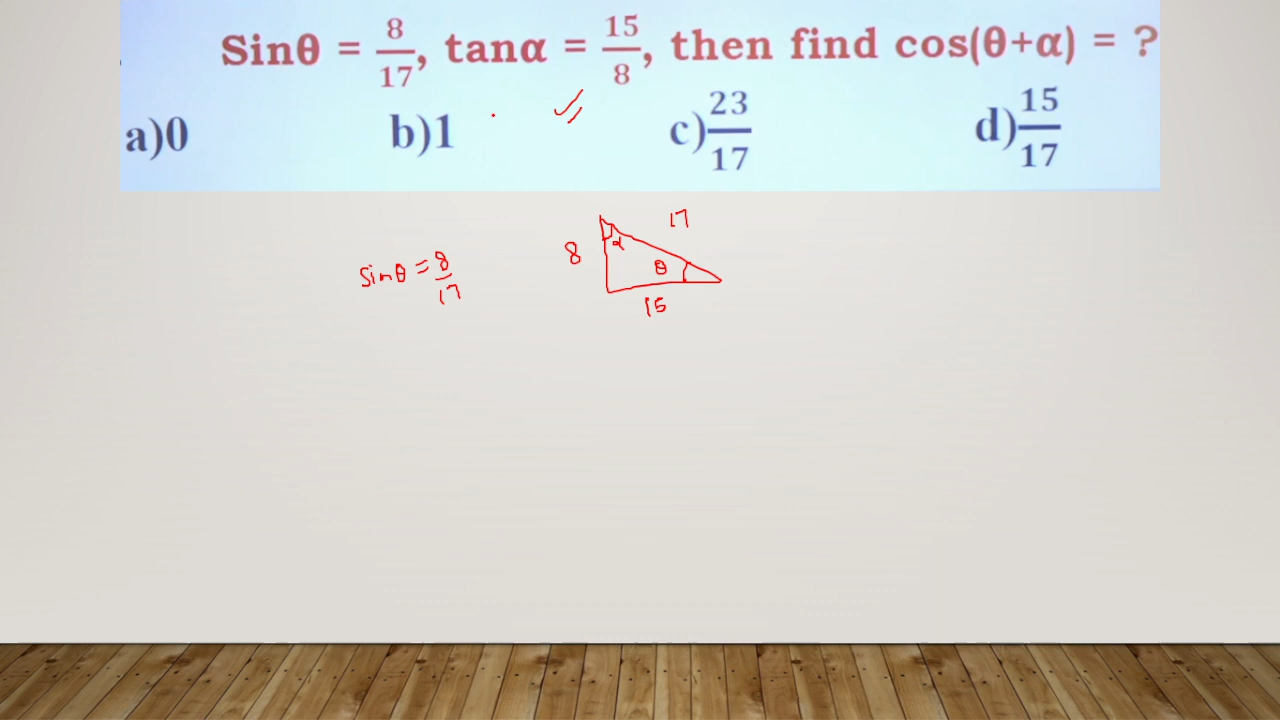 Sinθ = 8/17, tanα = 15/8, then find cos(θ+α) = ?
a)0 b)1 c)23/17 d)15/17
17
8 α
sinθ = 8/17 θ
15